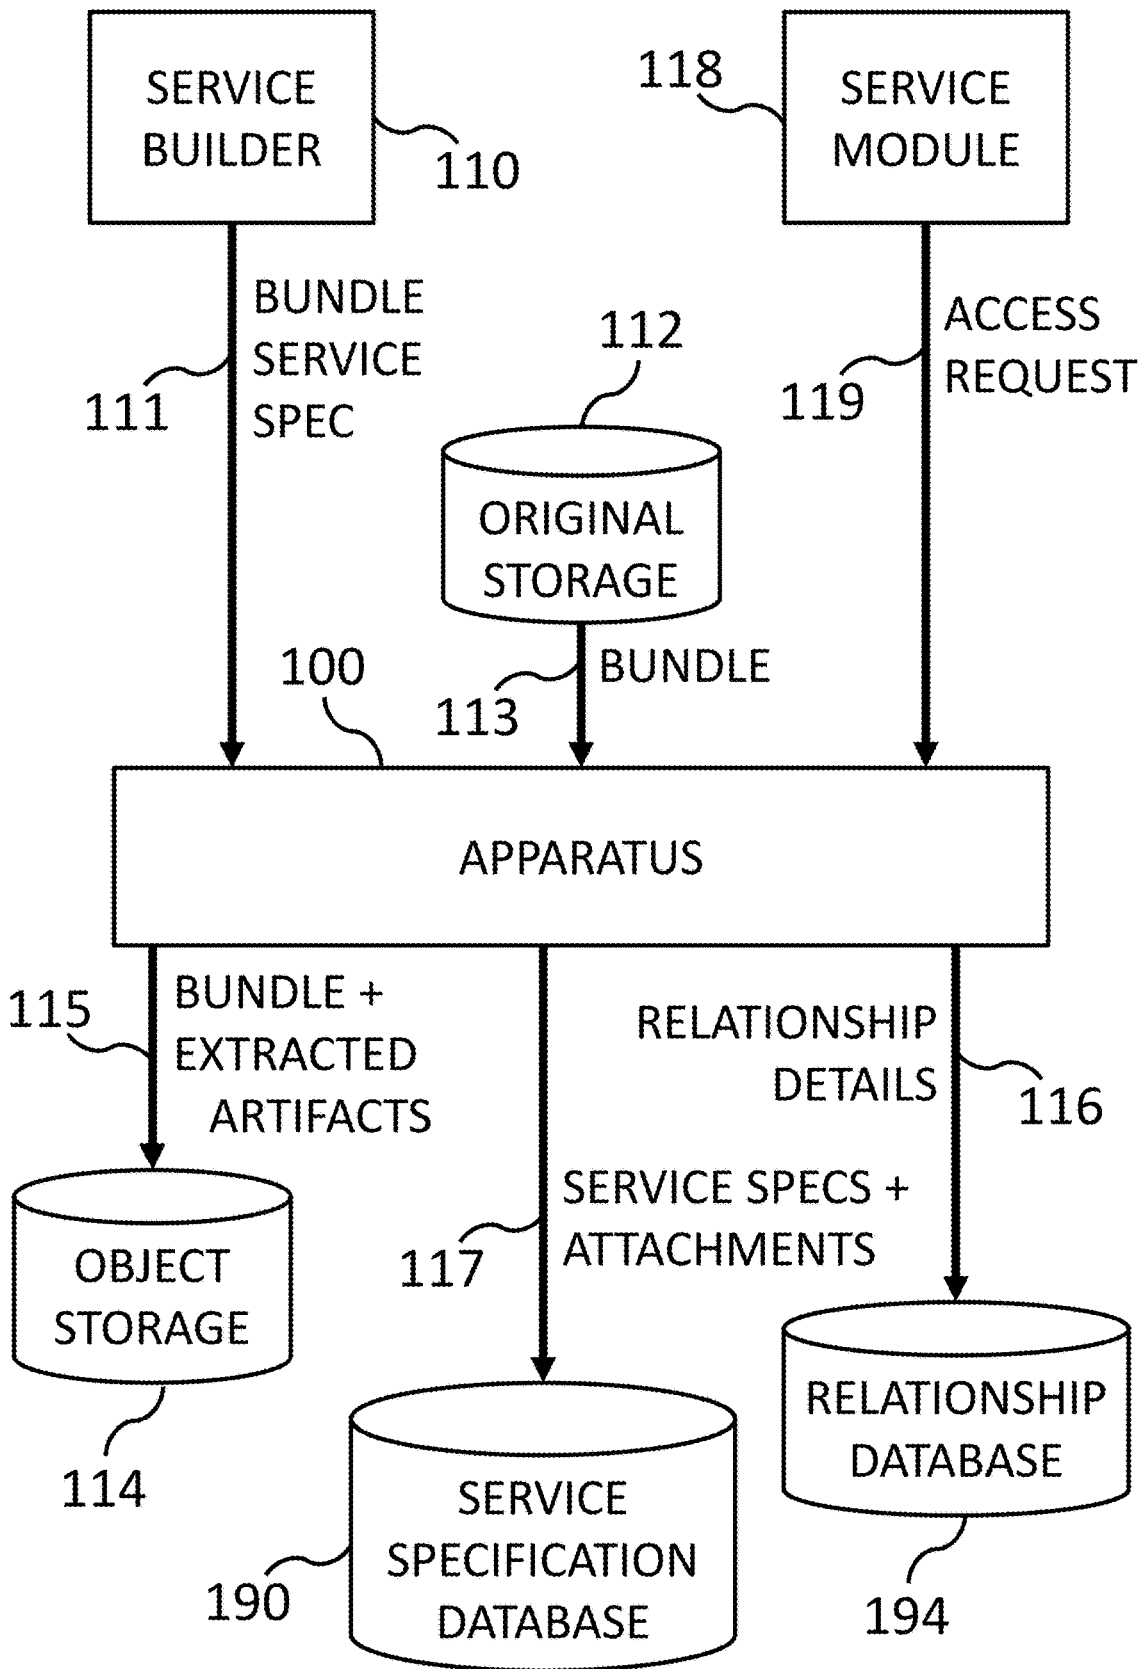 SERVICE
BUILDER
110
118
SERVICE
MODULE
BUNDLE
SERVICE
SPEC
111
112
ACCESS
REQUEST
119
ORIGINAL
STORAGE
100
113
BUNDLE
APPARATUS
115
BUNDLE +
EXTRACTED
ARTIFACTS
RELATIONSHIP
DETAILS
116
117
SERVICE SPECS +
ATTACHMENTS
OBJECT
STORAGE
114
RELATIONSHIP
DATABASE
190
SERVICE
SPECIFICATION
DATABASE
194